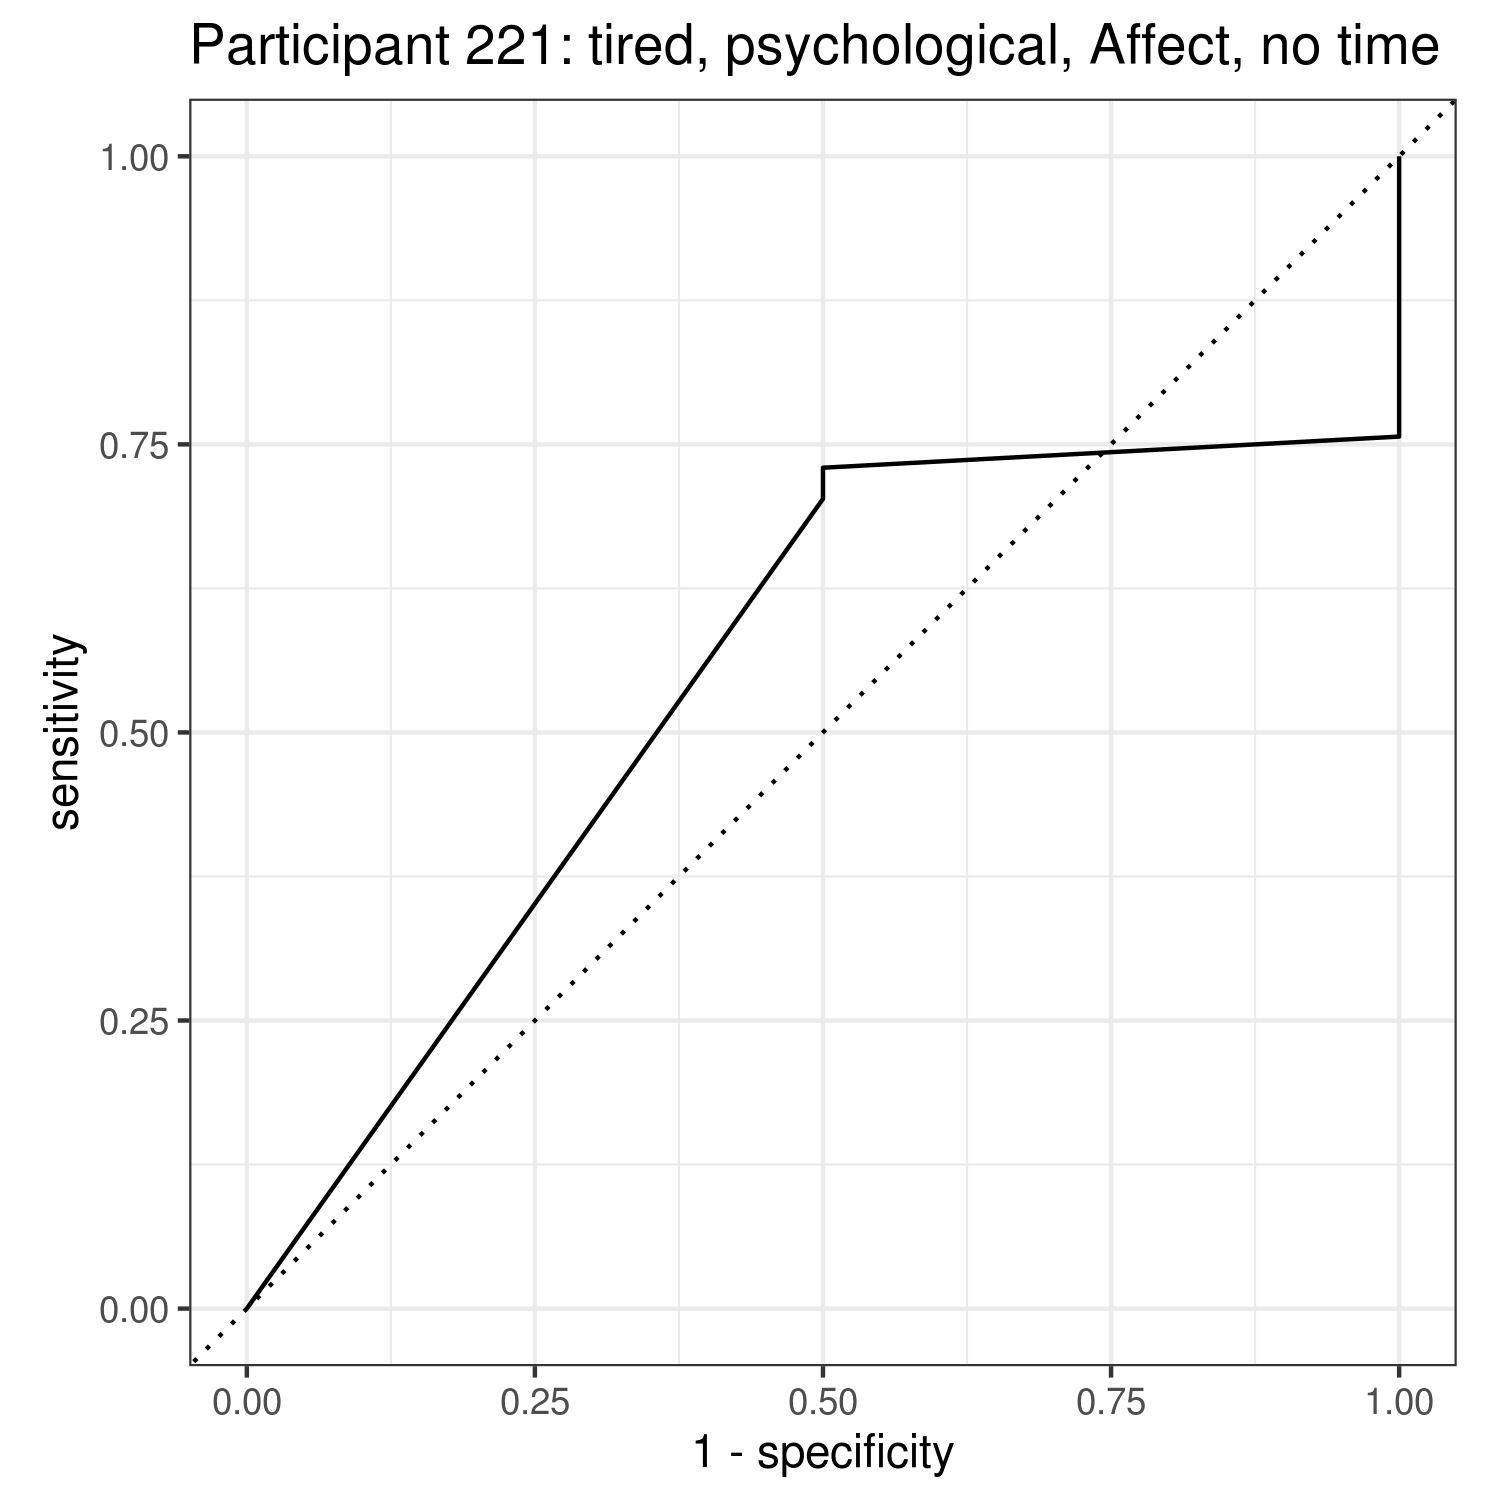 Participant 221: tired, psychological, Affect, no time
1.00
0.75
0.50
0.25
0.00
sensitivity
0.00 0.25 0.50 0.75 1.00
1 - specificity